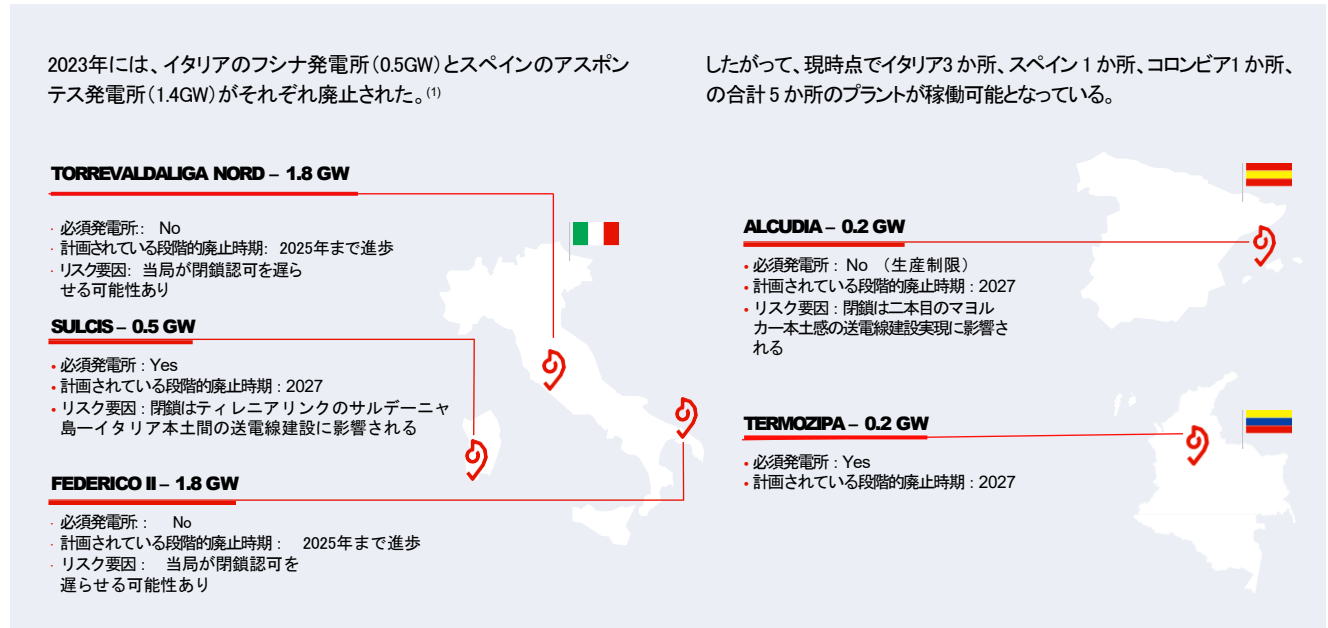 2023年には、イタリアのフシナ発電所(0.5GW)とスペインのアスポン
テス発電所(1.4GW)がそれぞれ廃止された。(1)
したがって、現時点でイタリア3 か所、スペイン 1 か所、コロンビア1 か所、
の合計 5 か所のプラントが稼働可能となっている。
TORREVALDALIGA NORD – 1.8 GW
· 必須発電所: No
· 計画されている段階的廃止時期: 2025年まで進歩
· リスク要因: 当局が閉鎖認可を遅ら
せる可能性あり
SULCIS – 0.5 GW
• 必須発電所 : Yes
• 計画されている段階的廃止時期 : 2027
• リスク要因 : 閉鎖はティレニアリンクのサルデーニャ
島ーイタリア本土間の送電線建設に影響される
FEDERICO II – 1.8 GW
· 必須発電所: : No
· 計画されている段階的廃止時期 : 2025年まで進歩
· リスク要因 : 当局が閉鎖認可を
遅らせる可能性あり
ALCUDIA – 0.2 GW
• 必須発電所 : No (生産制限)
• 計画されている段階的廃止時期 : 2027
• リスク要因 : 閉鎖は二本目のマヨル
カー本土感の送電線建設実現に影響さ
れる
TERMOZIPA – 0.2 GW
• 必須発電所 : Yes
• 計画されている段階的廃止時期 : 2027